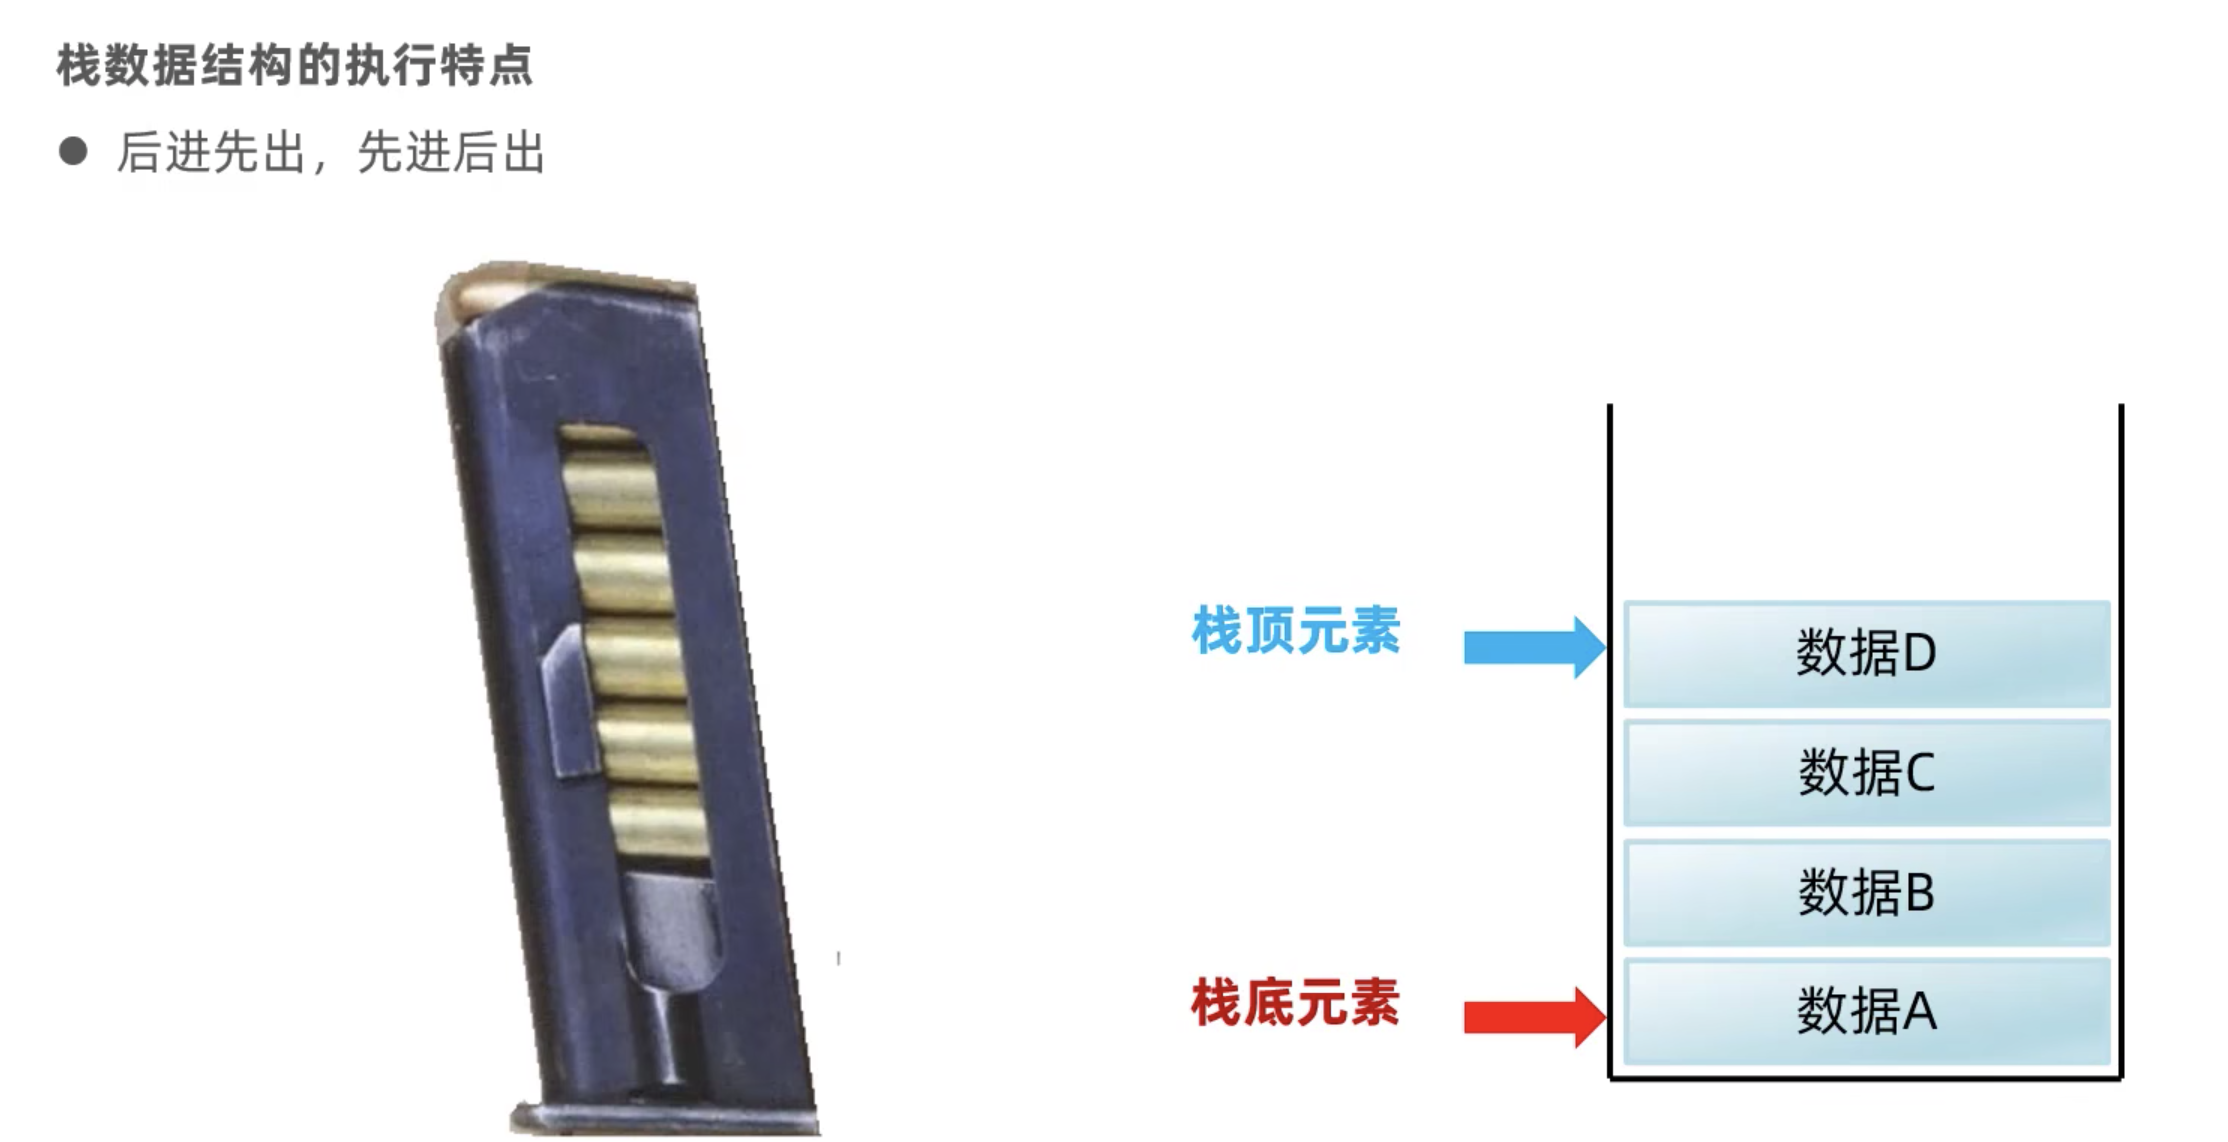 栈数据结构的执行特点
● 后进先出，先进后出
栈顶元素
数据D
数据C
数据B
栈底元素
数据A